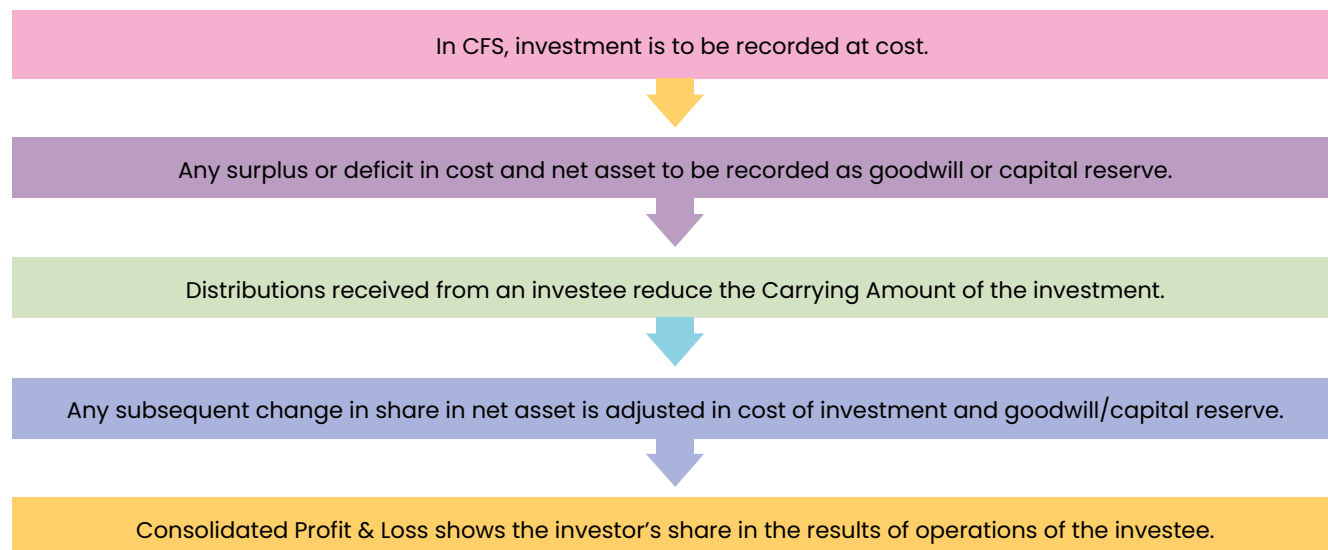 In CFS, investment is to be recorded at cost.
Any surplus or deficit in cost and net asset to be recorded as goodwill or capital reserve.
Distributions received from an investee reduce the Carrying Amount of the investment.
Any subsequent change in share in net asset is adjusted in cost of investment and goodwill/capital reserve.
Consolidated Profit & Loss shows the investor’s share in the results of operations of the investee.